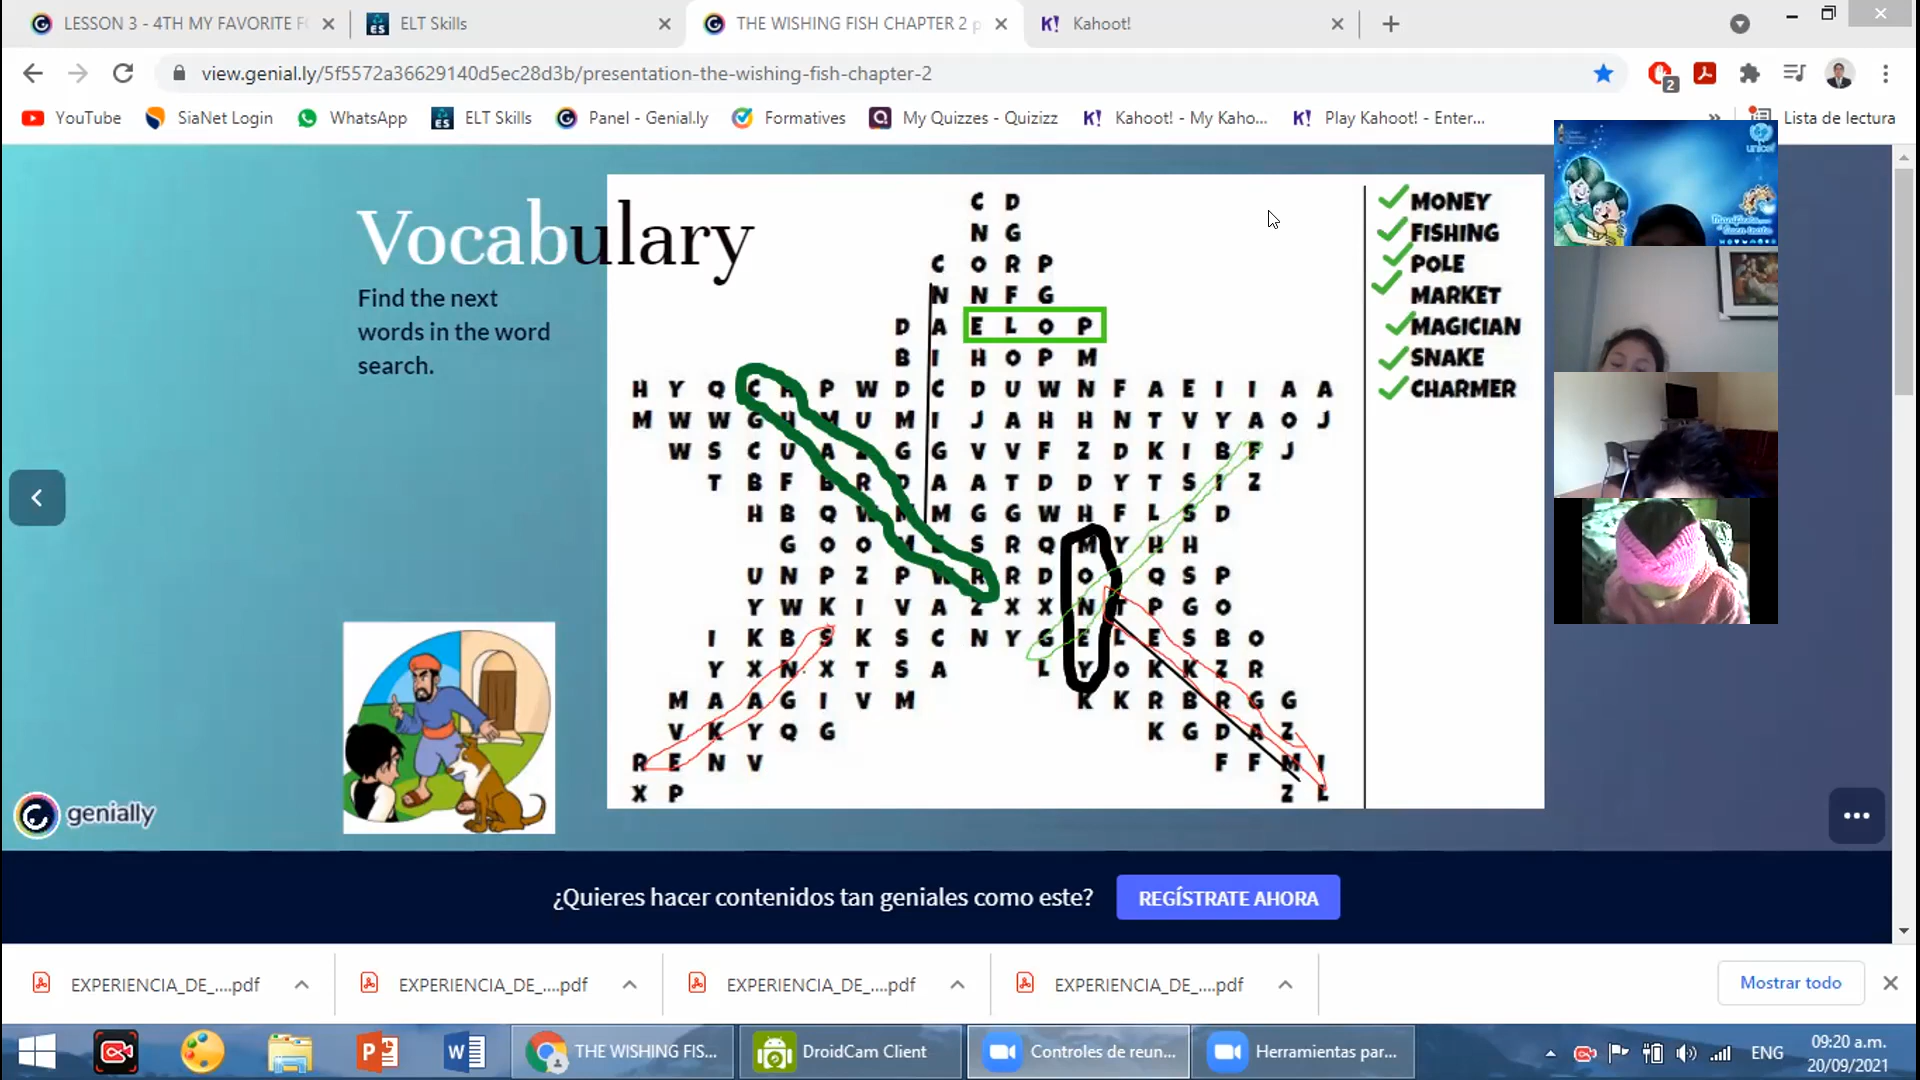 LESSON 3 - 4TH MY FAVORITE F
ELT Skills
THE WISHING FISH CHAPTER 2 p
Kahoot!
view.genial.ly/5f5572a36629140d5ec28d3b/presentation-the-wishing-fish-chapter-2
2
YouTube
SiaNet Login
WhatsApp
ELT Skills
Panel - Genial.ly
Formatives
My Quizzes - Quizizz
Kahoot! - My Kaho...
Play Kahoot! - Enter...
Lista de lectura
unicef
Vocabulary
Find the next
words in the word
search.
C D
N G
C O R P
N N F G
D A E L O P
B I H O P M
H Y Q C H P W D C D U W N F A E I I A A
M W W G H M U M I J A H H N T V Y A O J
W S C U A G G V V F Z D K I B F J
T B F B R D A A T D D Y T S I Z
H B Q W M M G G W H F L S D
G O O M E S R Q M Y H H
U N P Z P W R R D O Q S P
Y W K I V A Z X X N T P G O
I K B S K S C N Y G E L E S B O
Y X N X T S A L Y O K K Z R
M A A G I V M K K R B R G G
V K Y Q G K G D A Z
R E N V F F M I
X P Z L
MONEY
FISHING
POLE
MARKET
MAGICIAN
SNAKE
CHARMER
genially
¿Quieres hacer contenidos tan geniales como este?
REGÍSTRATE AHORA
EXPERIENCIA_DE_....pdf
EXPERIENCIA_DE_....pdf
EXPERIENCIA_DE_....pdf
EXPERIENCIA_DE_....pdf
Mostrar todo
THE WISHING FIS...
DroidCam Client
Controles de reun...
Herramientas par...
ENG
09:20 a.m.
20/09/2021